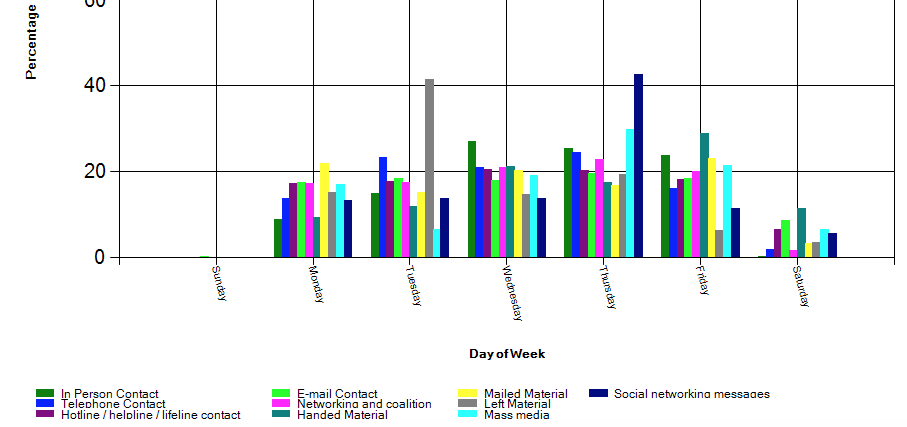 60
Percentage
40
20
0
Sunday
Monday
Tuesday
Wednesday
Thursday
Friday
Saturday
Day of Week
In Person Contact
E-mail Contact
Mailed Material
Social networking messages
Telephone Contact
Networking and coalition
Left Material
Hotline / helpline / lifeline contact
Handed Material
Mass media